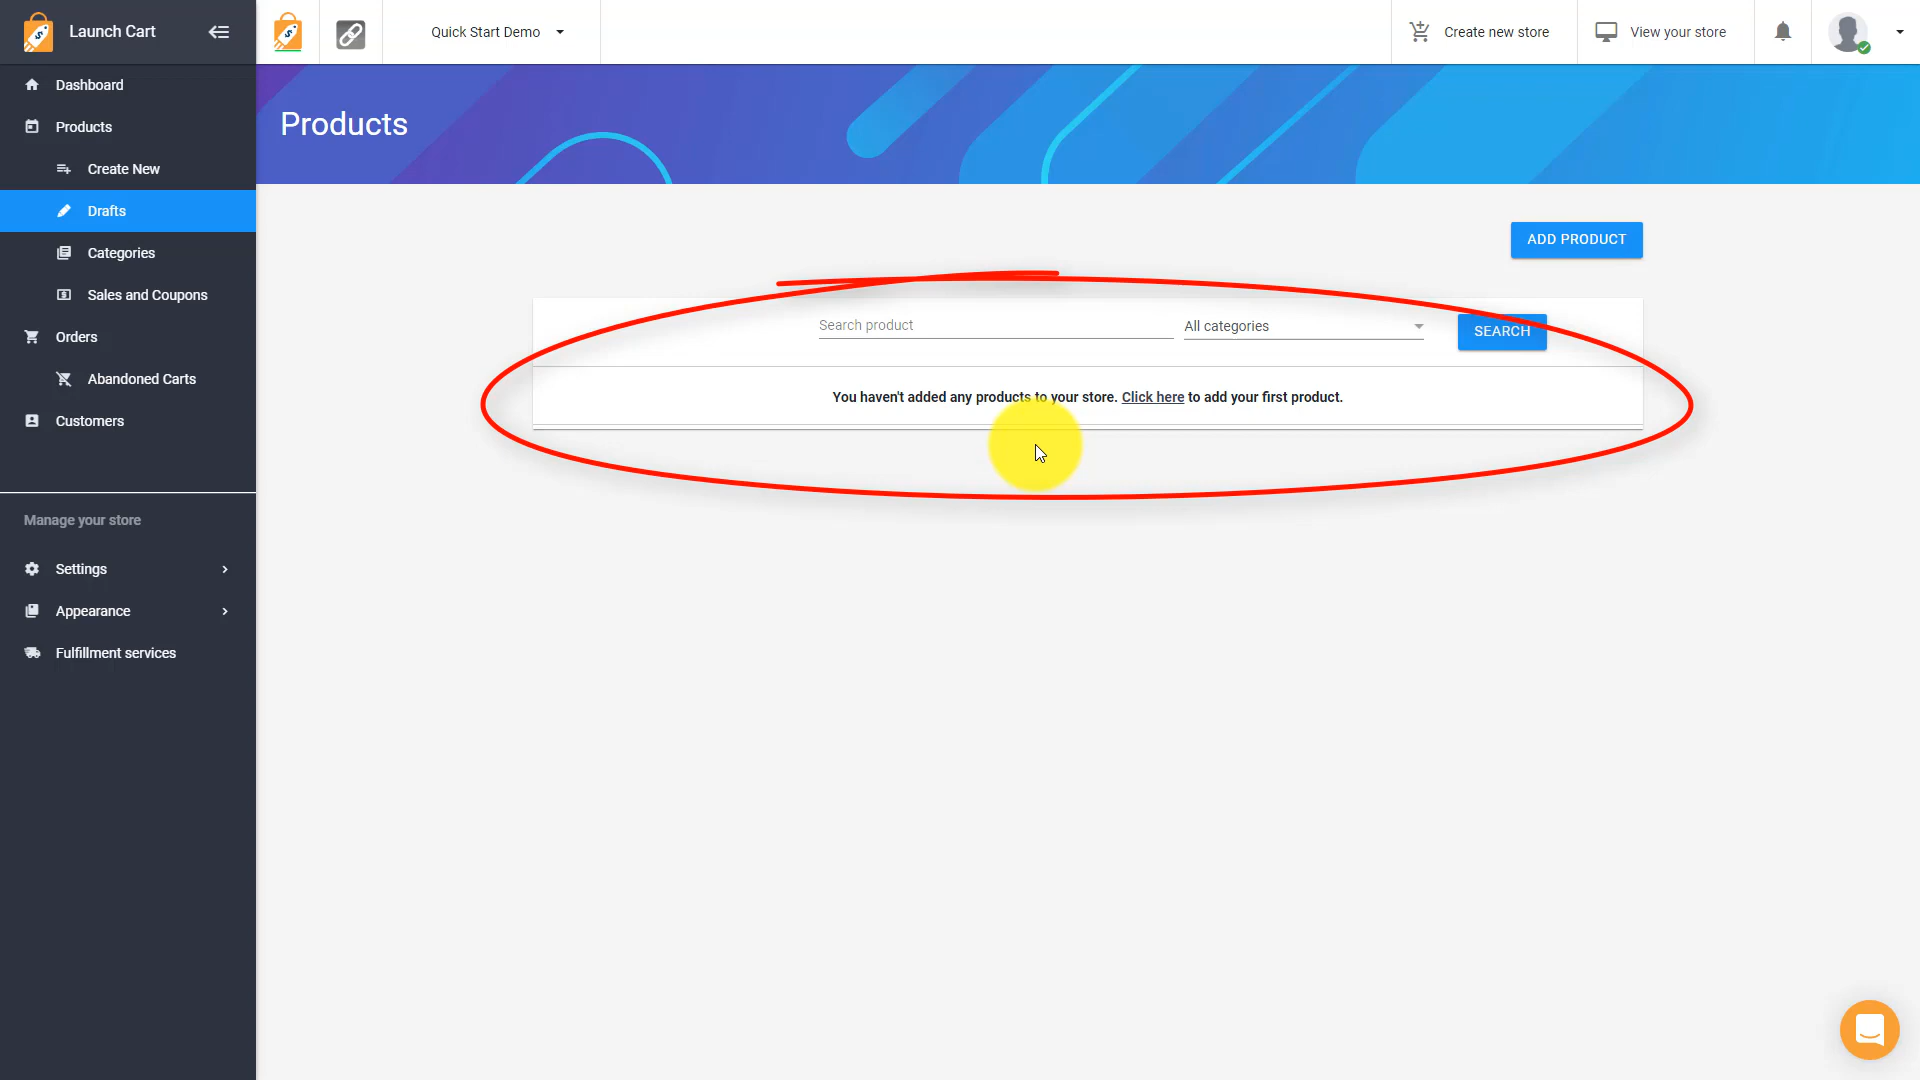 Launch Cart
Quick Start Demo
Create new store
View your store
Dashboard
Products
Create New
Drafts
Categories
Sales and Coupons
Orders
Abandoned Carts
Customers
Manage your store
Settings
Appearance
Fulfillment services
Products
ADD PRODUCT
Search product
All categories
SEARCH
You haven't added any products to your store. Click here to add your first product.